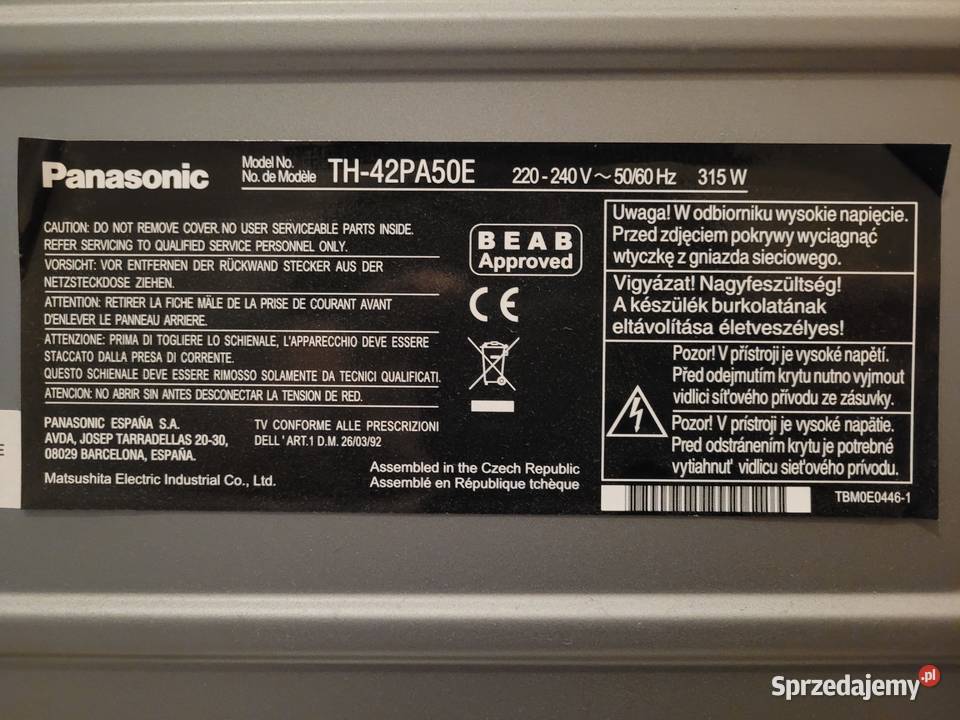 Panasonic
Model No.
No. de Modèle
TH-42PA50E
220 - 240 V ~ 50/60 Hz 315 W
CAUTION: DO NOT REMOVE COVER. NO USER SERVICEABLE PARTS INSIDE.
REFER SERVICING TO QUALIFIED SERVICE PERSONNEL ONLY.
VORSICHT: VOR ENTFERNEN DER RÜCKWAND STECKER AUS DER
NETZSTECKDOSE ZIEHEN.
ATTENTION: RETIRER LA FICHE MÄLE DE LA PRISE DE COURANT AVANT
D'ENLEVER LE PANNEAU ARRIERE.
ATTENZIONE: PRIMA DI TOGLIERE LO SCHIENALE, L'APPARECCHIO DEVE ESSERE
STACCATO DALLA PRESA DI CORRENTE.
QUESTO SCHIENALE DEVE ESSERE RIMOSSO SOLAMENTE DA TECNICI QUALIFICATI.
ATENCION: NO ABRIR SIN ANTES DESCONECTAR LA TENSION DE RED.
PANASONIC ESPAÑA S.A.
AVDA, JOSEP TARRADELLAS 20-30,
08029 BARCELONA, ESPAÑA.
TV CONFORME ALLE PRESCRIZIONI
DELL 'ART.1 D.M. 26/03/92
Matsushita Electric Industrial Co., Ltd.
Assembled in the Czech Republic
Assemblé en République tchèque
BEAB
Approved
CE
Uwaga! W odbiorniku wysokie napięcie.
Przed zdjęciem pokrywy wyciągnąć
wtyczkę z gniazda sieciowego.
Vigyázat! Nagyfeszültség!
A készülék burkolatának
eltávolítása életveszélyes!
Pozor! V přístroji je vysoké napětí.
Před odejmutím krytu nutno vyjmout
vidlici síťového přívodu ze zásuvky.
Pozor! V prístroji je vysoké napätie.
Pred odstránením krytu je potrebné
vytiahnuť vidlicu sieťového prívodu.
TBM0E0446-1
E
Sprzedajemy.pl